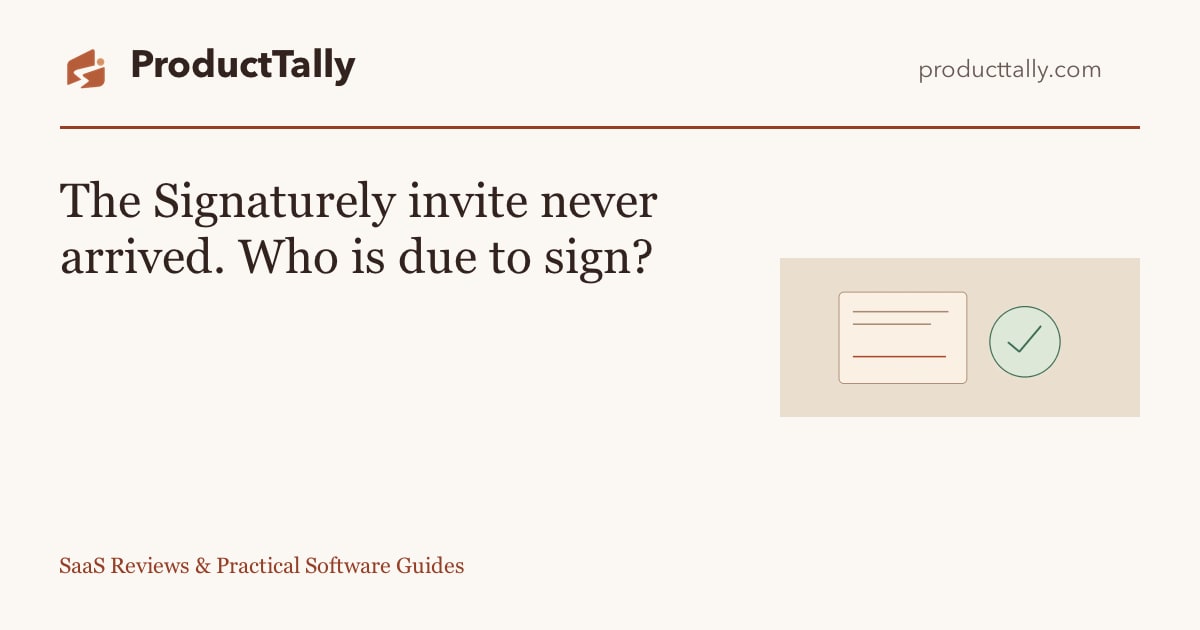 ProductTally
producttally.com
The Signaturely invite never
arrived. Who is due to sign?
SaaS Reviews & Practical Software Guides